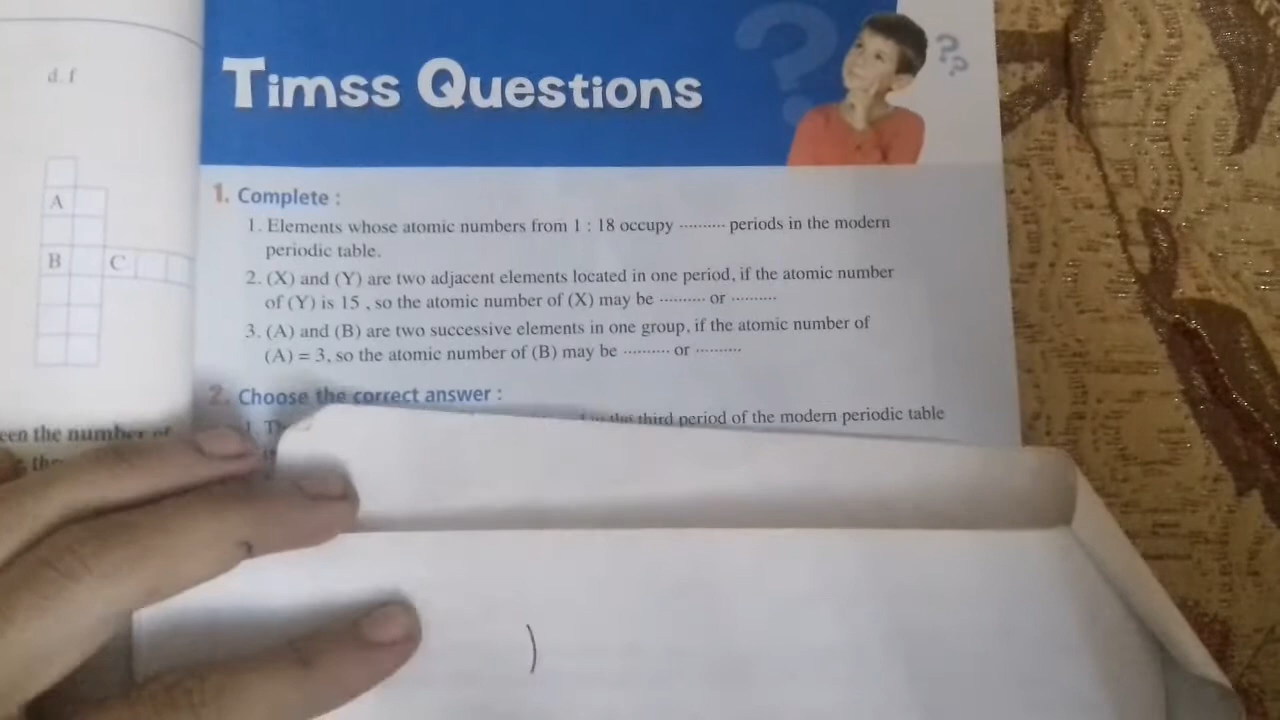 d. f
A
B
C
een the number of
Timss Questions
??
1. Complete :
1. Elements whose atomic numbers from 1 : 18 occupy .......... periods in the modern
periodic table.
2. (X) and (Y) are two adjacent elements located in one period, if the atomic number
of (Y) is 15 , so the atomic number of (X) may be .......... or ..........
3. (A) and (B) are two successive elements in one group, if the atomic number of
(A) = 3, so the atomic number of (B) may be .......... or ..........
2. Choose the correct answer :
1. third period of the modern periodic table
)